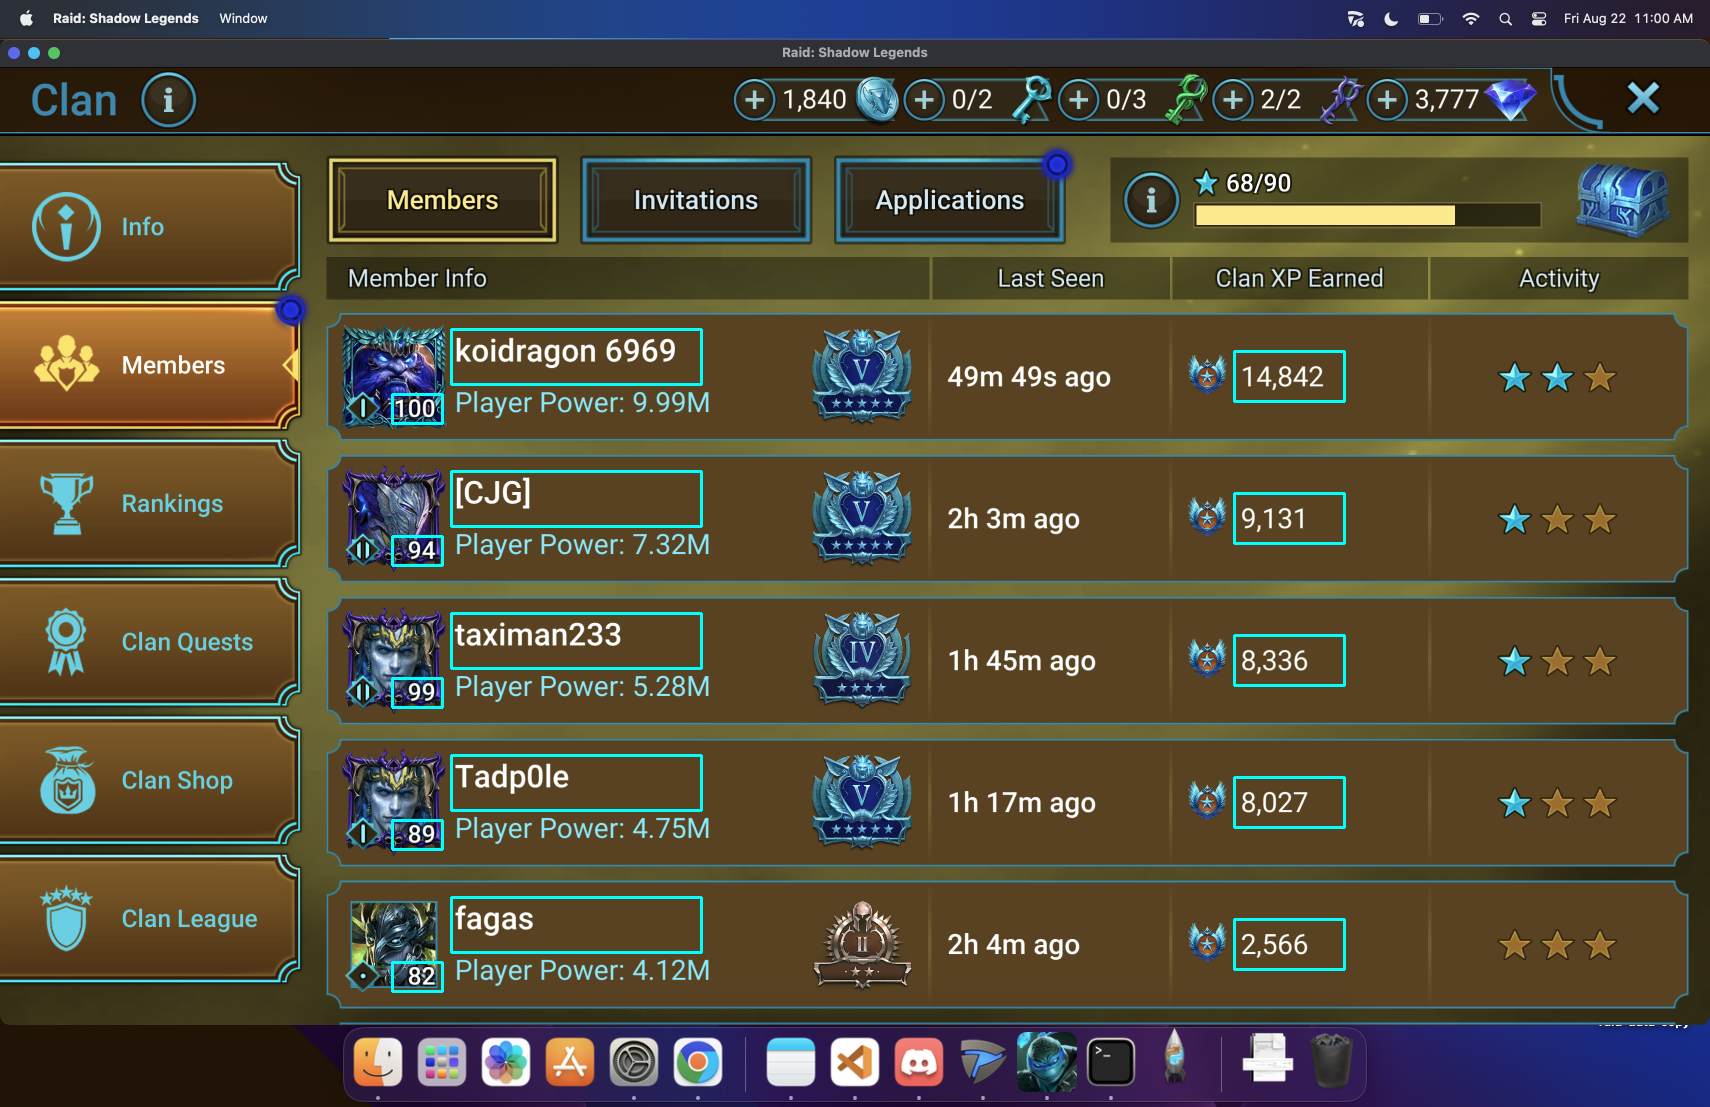 Raid: Shadow Legends Window Fri Aug 22 11:00 AM
Raid: Shadow Legends
Clan i 1,840 0/2 0/3 2/2 3,777
Members Invitations Applications i 68/90
Info
Members
Rankings
Clan Quests
Clan Shop
Clan League
Member Info Last Seen Clan XP Earned Activity
koidragon 6969
100 Player Power: 9.99M V 49m 49s ago 14,842
[CJG]
94 Player Power: 7.32M V 2h 3m ago 9,131
taximan233
99 Player Power: 5.28M IV 1h 45m ago 8,336
Tadp0le
89 Player Power: 4.75M V 1h 17m ago 8,027
fagas
82 Player Power: 4.12M II 2h 4m ago 2,566